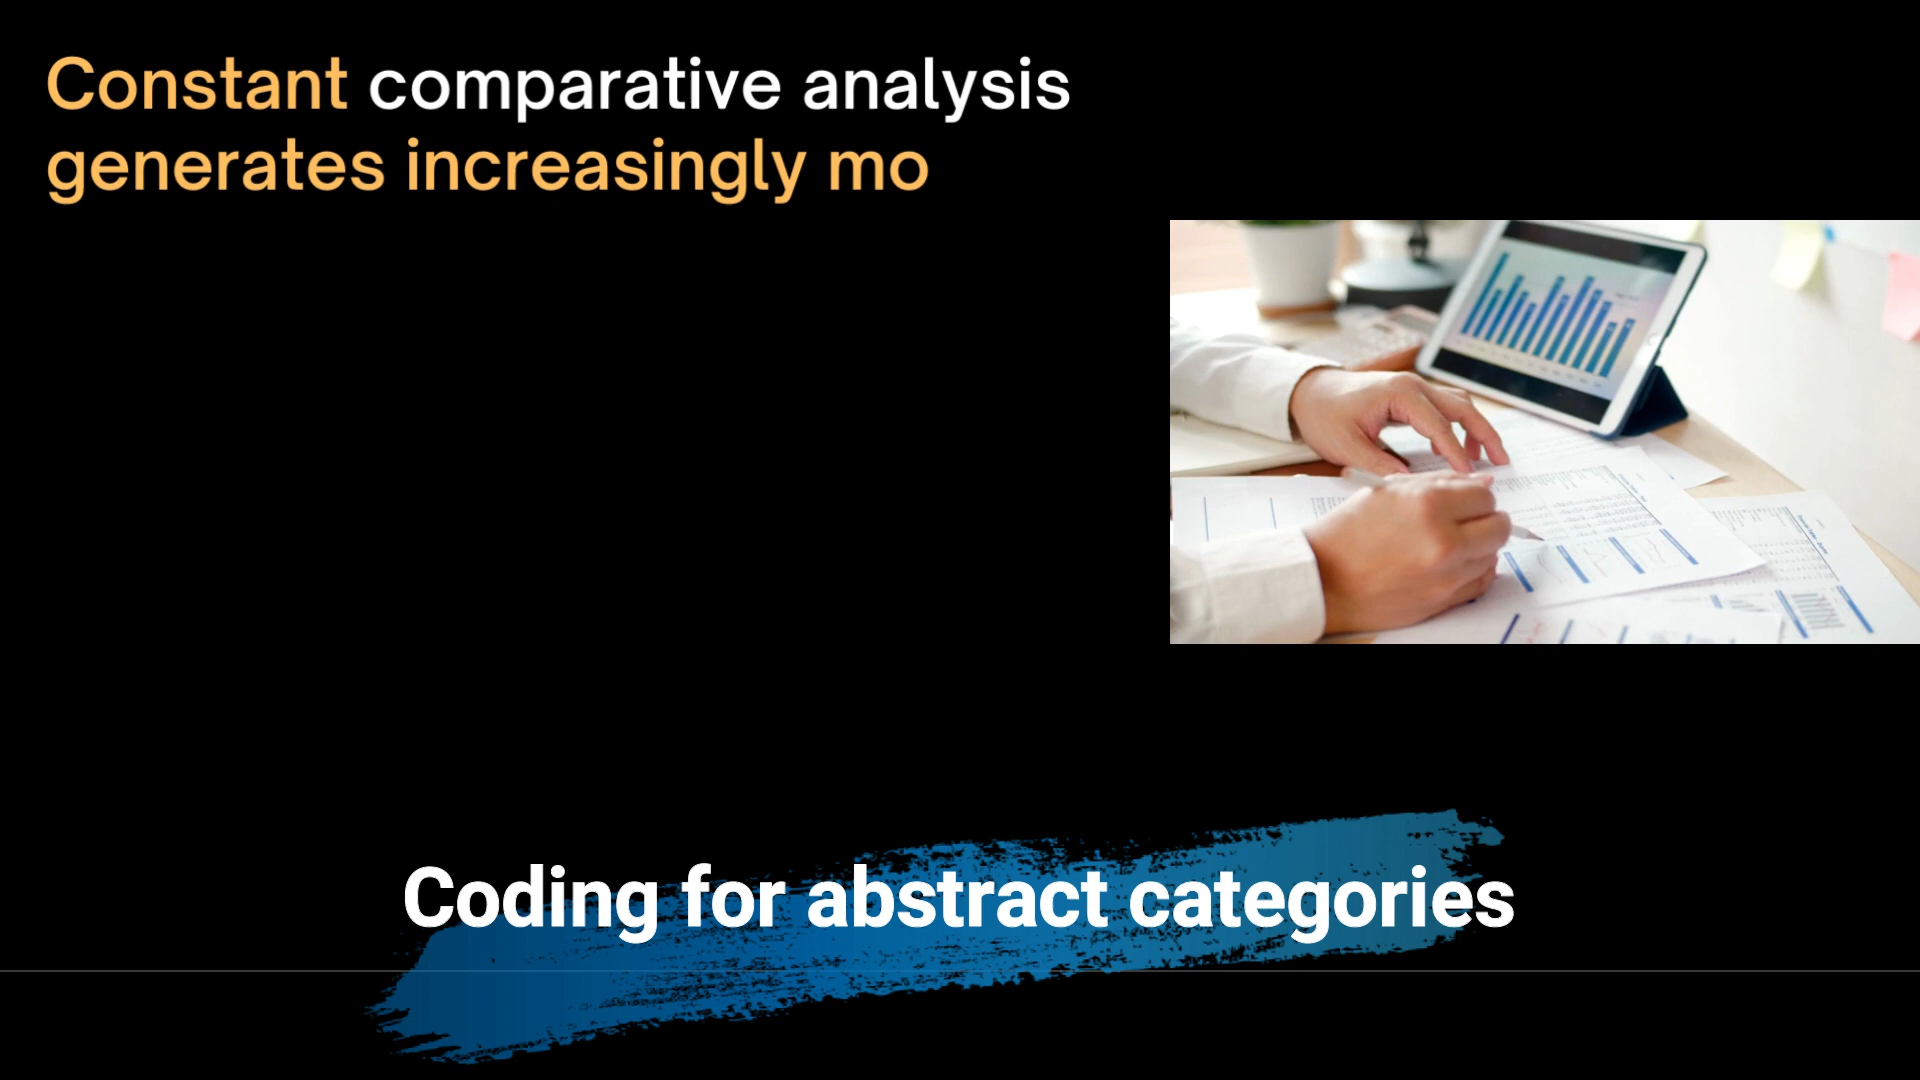 Constant comparative analysis
generates increasingly mo
Coding for abstract categories